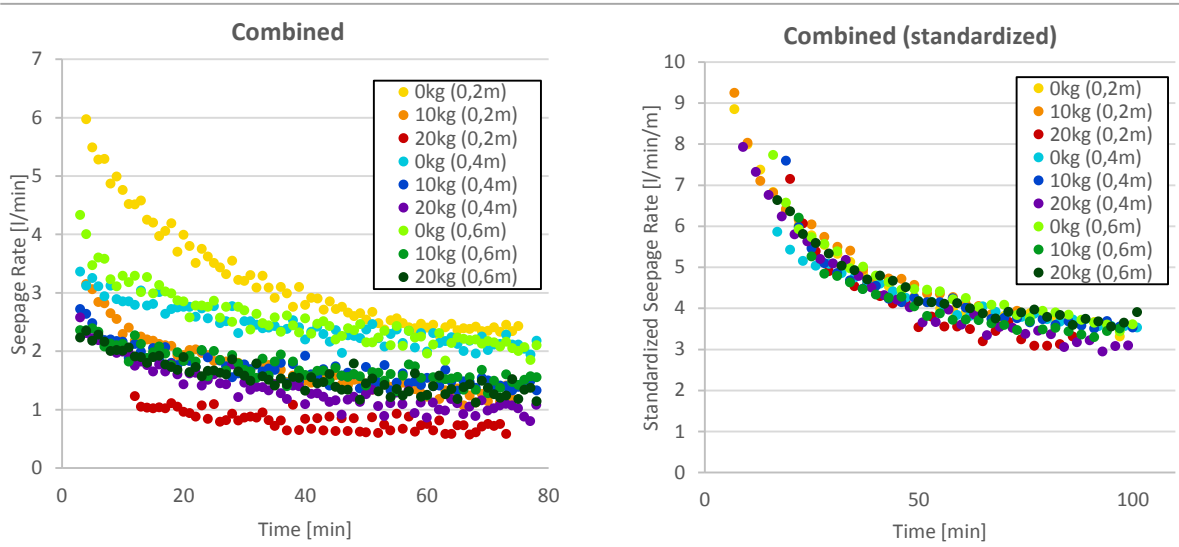 Combined
7
6
5
4
3
2
1
0
Seepage Rate [l/min]
0kg (0,2m)
10kg (0,2m)
20kg (0,2m)
0kg (0,4m)
10kg (0,4m)
20kg (0,4m)
0kg (0,6m)
10kg (0,6m)
20kg (0,6m)
0 20 40 60 80
Time [min]
Combined (standardized)
10
9
8
7
6
5
4
3
2
1
0
Standardized Seepage Rate [l/min/m]
0kg (0,2m)
10kg (0,2m)
20kg (0,2m)
0kg (0,4m)
10kg (0,4m)
20kg (0,4m)
0kg (0,6m)
10kg (0,6m)
20kg (0,6m)
0 50 100
Time [min]